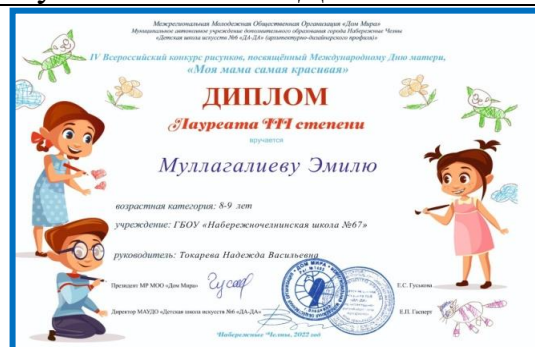 Межрегиональная Молодежная Общественная Организация «Дом Мира»
Муниципальное автономное учреждение дополнительного образования города Набережные Челны
«Детская школа искусств №6 «ДА-ДА» (архитектурно-дизайнерского профиля)»
IV Всероссийский конкурс рисунков, посвящённый Международному Дню матери,
«Моя мама самая красивая»
ДИПЛОМ
Лауреата III степени
вручается
Муллагалиеву Эмилю
возрастная категория: 8-9 лет
учреждение: ГБОУ «Набережночелнинская школа №67»
руководитель: Токарева Надежда Васильевна
Президент МР МОО «Дом Мира»
Е.С. Гуськова
Директор МАУДО «Детская школа искусств №6 «ДА-ДА»
Е.П. Гисперт
Набережные Челны, 2022 год